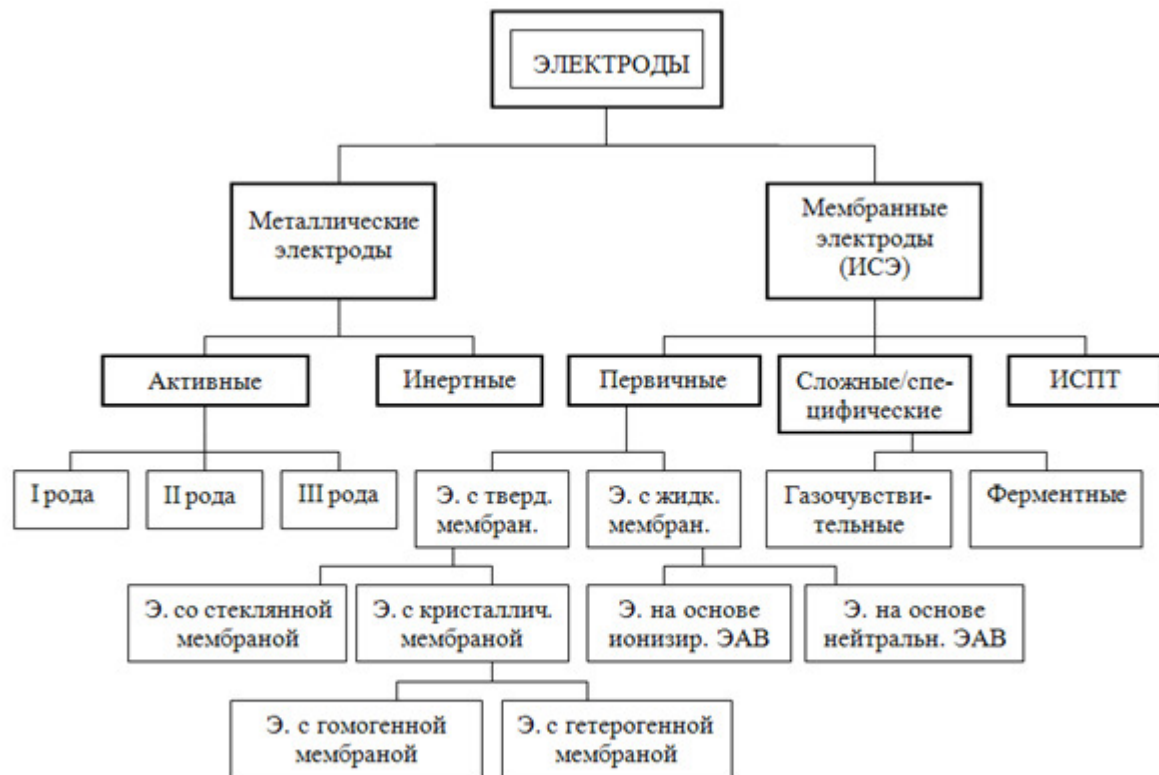 ЭЛЕКТРОДЫ
Металлические
электроды
Мембранные
электроды
(ИСЭ)
Активные
Инертные
Первичные
Сложные/спе-
цифические
ИСПТ
I рода
II рода
III рода
Э. с тверд.
мембран.
Э. с жидк.
мембран.
Газочувстви-
тельные
Ферментные
Э. со стеклянной
мембраной
Э. с кристаллич.
мембраной
Э. на основе
ионизир. ЭАВ
Э. на основе
нейтральн. ЭАВ
Э. с гомогенной
мембраной
Э. с гетерогенной
мембраной